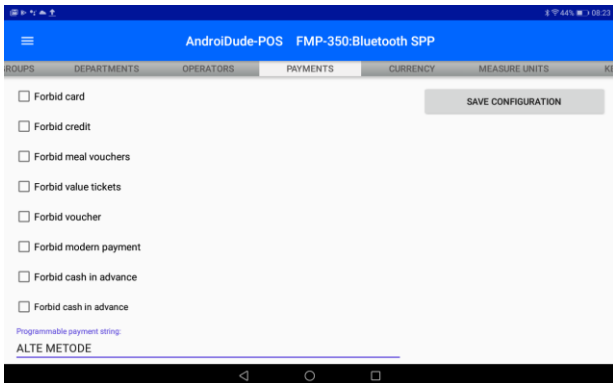 44% 08:23
AndroiDude-POS FMP-350:Bluetooth SPP
ROUPS DEPARTMENTS OPERATORS PAYMENTS CURRENCY MEASURE UNITS
Forbid card
SAVE CONFIGURATION
Forbid credit
Forbid meal vouchers
Forbid value tickets
Forbid voucher
Forbid modern payment
Forbid cash in advance
Forbid cash in advance
Programmable payment string:
ALTE METODE